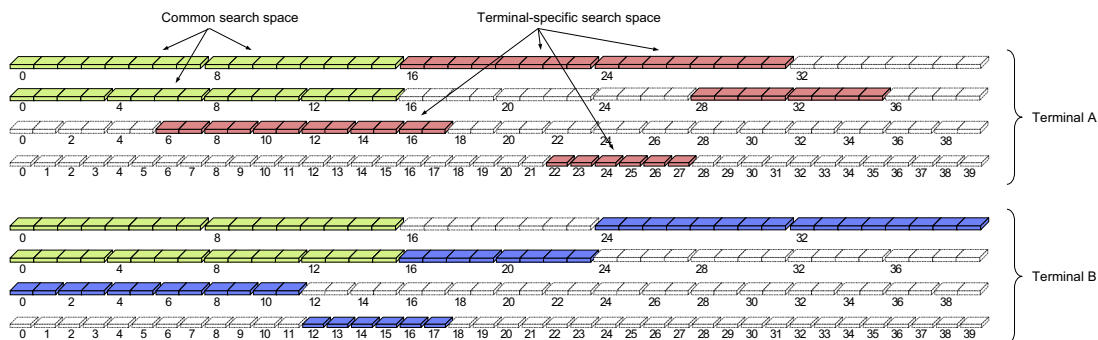 Common search space
Terminal-specific search space
0 8 16 24 32
0 4 8 12 16 20 24 28 32 36
Terminal A
0 2 4 6 8 10 12 14 16 18 20 22 24 26 28 30 32 34 36 38
0 1 2 3 4 5 6 7 8 9 10 11 12 13 14 15 16 17 18 19 20 21 22 23 24 25 26 27 28 29 30 31 32 33 34 35 36 37 38 39
0 8 16 24 32
0 4 8 12 16 20 24 28 32 36
Terminal B
0 2 4 6 8 10 12 14 16 18 20 22 24 26 28 30 32 34 36 38
0 1 2 3 4 5 6 7 8 9 10 11 12 13 14 15 16 17 18 19 20 21 22 23 24 25 26 27 28 29 30 31 32 33 34 35 36 37 38 39